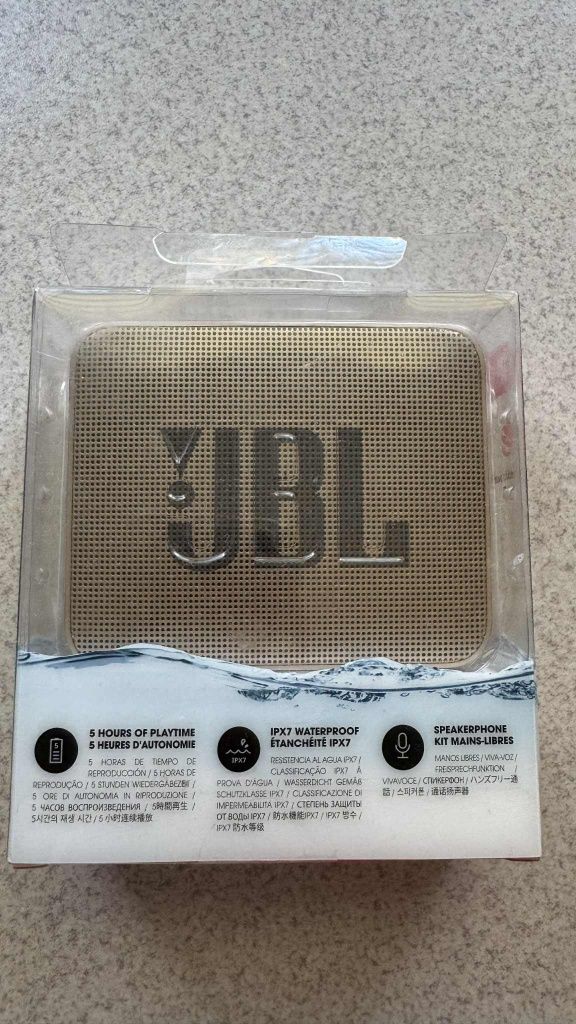 JBL
5 HOURS OF PLAYTIME
5 HEURES D'AUTONOMIE
5 HORAS DE TIEMPO DE
REPRODUCCIÓN / 5 HORAS DE
REPRODUÇÃO / 5 STUNDEN WIEDERGABEZEIT /
5 ORE DI AUTONOMIA IN RIPRODUZIONE /
5 ЧАСОВ ВОСПРОИЗВЕДЕНИЯ / 5時間再生 /
5시간의 재생 시간 / 5 小时连续播放
IPX7
IPX7 WATERPROOF
ÉTANCHÉITÉ IPX7
RESISTENCIA AL AGUA IPX7 /
CLASSIFICAÇÃO IPX7 À
PROVA D'ÁGUA / WASSERDICHT GEMÄß
SCHUTZKLASSE IPX7 / CLASSIFICAZIONE DI
IMPERMEABILITÀ IPX7 / СТЕПЕНЬ ЗАЩИТЫ
ОТ ВОДЫ IPX7 / 防水機能IPX7 / IPX7 방수 /
IPX7 防水等级
SPEAKERPHONE
KIT MAINS-LIBRES
MANOS LIBRES / VIVA-VOZ /
FREISPRECHFUNKTION /
VIVAVOCE / СПИКЕРФОН / ハンズフリー通
話 / 스피커폰 / 通话扬声器